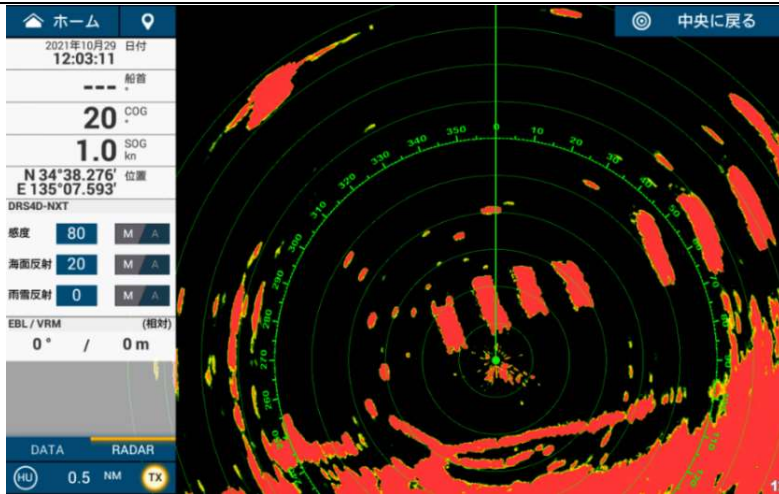 ホーム
中央に戻る
2021年10月29 日付
12:03:11
--- 船首
°
20 COG
°
1.0 SOG
kn
N 34°38.276' 位置
E 135°07.593'
DRS4D-NXT
感度 80 M A
海面反射 20 M A
雨雪反射 0 M A
EBL / VRM (相対)
0° / 0 m
DATA RADAR
HU 0.5 NM TX
350 0 10
340 20
330 30
320 40
310 50
300 60
290 70
280
270
260
1